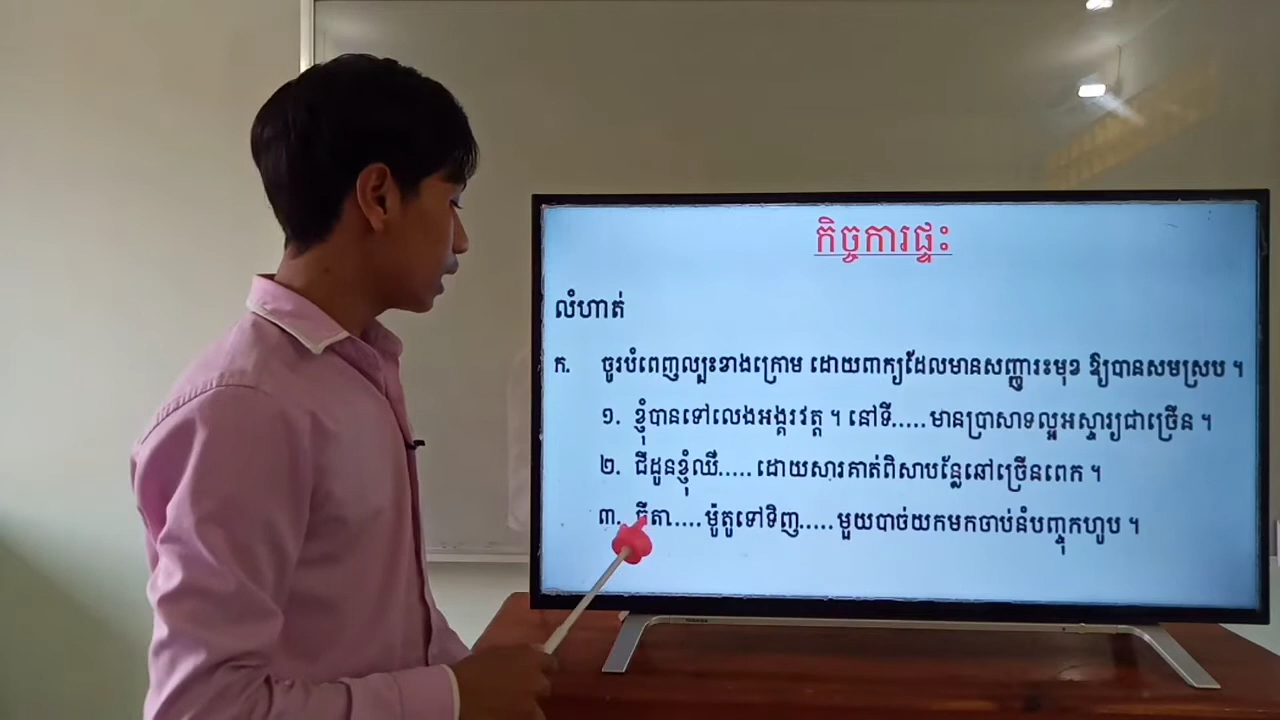 កិច្ចការផ្ទះ
លំហាត់
ក. ចូរបំពេញល្បះខាងក្រោម ដោយពាក្យដែលមានសញ្ញារះមុខ ឱ្យបានសមស្រប ។
១. ខ្ញុំបានទៅលេងអង្គរវត្ត ។ នៅទី.....មានប្រាសាទល្អអស្ចារ្យជាច្រើន ។
២. ជីដូនខ្ញុំឈឺ..... ដោយសារគាត់ពិសាបន្លែឆៅច្រើនពេក ។
៣. ជីតា.... ម៉ូតូទៅទិញ..... មួយបាច់យកមកចាប់នំបញ្ចុកហូប ។